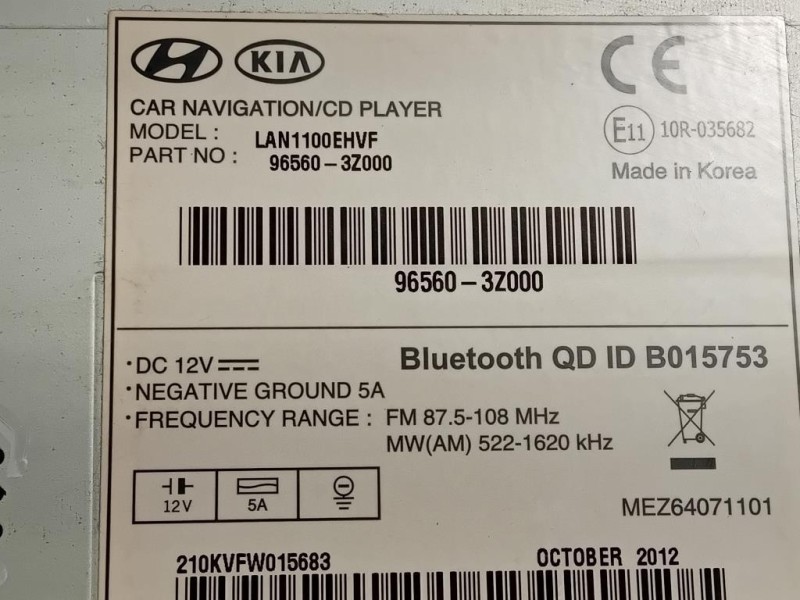 KIA
CE
CAR NAVIGATION/CD PLAYER
MODEL : LAN1100EHVF
PART NO : 96560-3Z000
E11 10R-035682
Made in Korea
96560-3Z000
• DC 12V
Bluetooth QD ID B015753
• NEGATIVE GROUND 5A
• FREQUENCY RANGE : FM 87.5-108 MHz
MW(AM) 522-1620 kHz
12V 5A
MEZ64071101
210KVFW015683
OCTOBER 2012